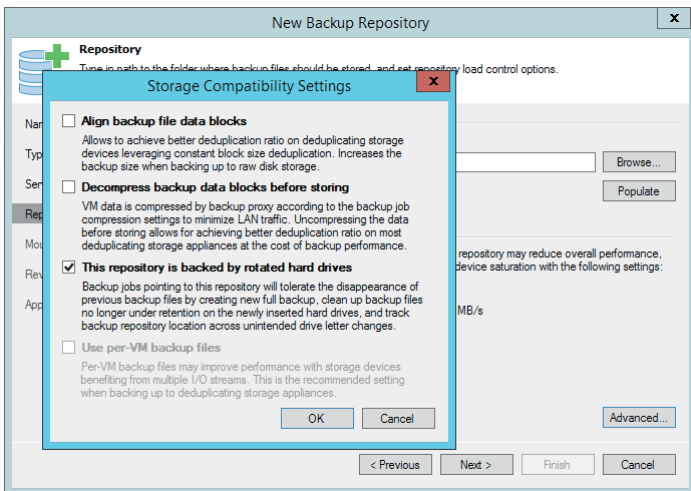 New Backup Repository
x
Repository
Type in path to the folder where backup files should be stored, and set repository load control options.
Storage Compatibility Settings
x
Align backup file data blocks
Allows to achieve better deduplication ratio on deduplicating storage
devices leveraging constant block size deduplication. Increases the
backup size when backing up to raw disk storage.
Decompress backup data blocks before storing
VM data is compressed by backup proxy according to the backup job
compression settings to minimize LAN traffic. Uncompressing the data
before storing allows for achieving better deduplication ratio on most
deduplicating storage appliances at the cost of backup performance.
This repository is backed by rotated hard drives
Backup jobs pointing to this repository will tolerate the disappearance of
previous backup files by creating new full backup, clean up backup files
no longer under retention on the newly inserted hard drives, and track
backup repository location across unintended drive letter changes.
Use per-VM backup files
Per-VM backup files may improve performance with storage devices
benefiting from multiple I/O streams. This is the recommended setting
when backing up to deduplicating storage appliances.
OK
Cancel
Nar
Typ
Ser
Rep
Mou
Rev
App
Browse...
Populate
repository may reduce overall performance,
device saturation with the following settings:
MB/s
Advanced...
< Previous
Next >
Finish
Cancel